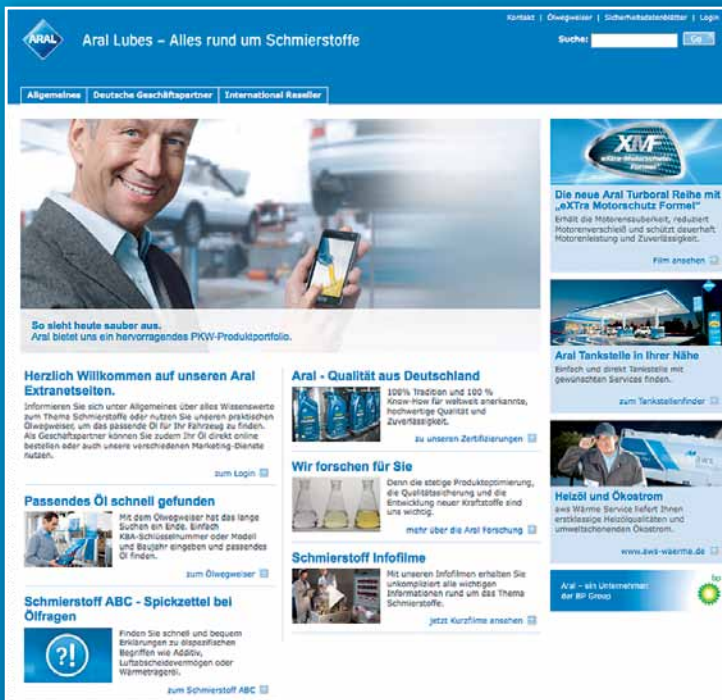 Kontakt | Ölwegweiser | Sicherheitsdatenblätter | Login
ARAL
Aral Lubes – Alles rund um Schmierstoffe
Suche:
Go
Allgemeines | Deutsche Geschäftspartner | International Reseller
So sieht heute sauber aus.
Aral bietet uns ein hervorragendes PKW-Produktportfolio.
Herzlich Willkommen auf unseren Aral
Extranetseiten.
Informieren Sie sich unter Allgemeines über alles Wissenswerte
zum Thema Schmierstoffe oder nutzen Sie unseren praktischen
Ölwegweiser, um das passende Öl für Ihr Fahrzeug zu finden.
Als Geschäftspartner können Sie zudem Ihr Öl direkt online
bestellen oder auch unsere verschiedenen Marketing-Dienste
nutzen.
zum Login
Passendes Öl schnell gefunden
Mit dem Ölwegweiser hat das lange
Suchen ein Ende. Einfach
KBA-Schlüsselnummer oder Modell
und Baujahr eingeben und passendes
Öl finden.
zum Ölwegweiser
Schmierstoff ABC - Spickzettel bei
Ölfragen
?!
Finden Sie schnell und bequem
Erklärungen zu ölspezifischen
Begriffen wie Additiv,
Luftabscheidevermögen oder
Wärmeträgeröl.
zum Schmierstoff ABC
Aral - Qualität aus Deutschland
100% Tradition und 100 %
Know-How für weltweit anerkannte,
hochwertige Qualität und
Zuverlässigkeit.
zu unseren Zertifizierungen
Wir forschen für Sie
Denn die stetige Produktoptimierung,
die Qualitätssicherung und die
Entwicklung neuer Kraftstoffe sind
uns wichtig.
mehr über die Aral Forschung
Schmierstoff Infofilme
Mit unseren Infofilmen erhalten Sie
unkompliziert alle wichtigen
Informationen rund um das Thema
Schmierstoffe.
jetzt Kurzfilme ansehen
XMF
eXtra Motorschutz
Formel
Die neue Aral Turboral Reihe mit
„eXTra Motorschutz Formel"
Erhält die Motorensauberkeit, reduziert
Motorenverschleiß und schützt dauerhaft
Motorenleistung und Zuverlässigkeit.
Film ansehen
Aral Tankstelle in Ihrer Nähe
Einfach und direkt Tankstelle mit
gewünschten Services finden.
zum Tankstellenfinder
aws
Heizöl und Ökostrom
aws Wärme Service liefert Ihnen
erstklassige Heizölqualitäten und
umweltschonenden Ökostrom.
www.aws-waerme.de
Aral – ein Unternehmen
der BP Group
bp